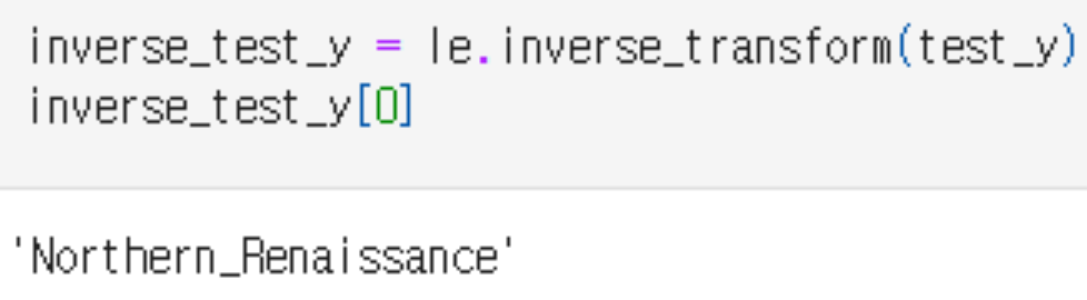 inverse_test_y = le.inverse_transform(test_y)
inverse_test_y[0]
'Northern_Renaissance'